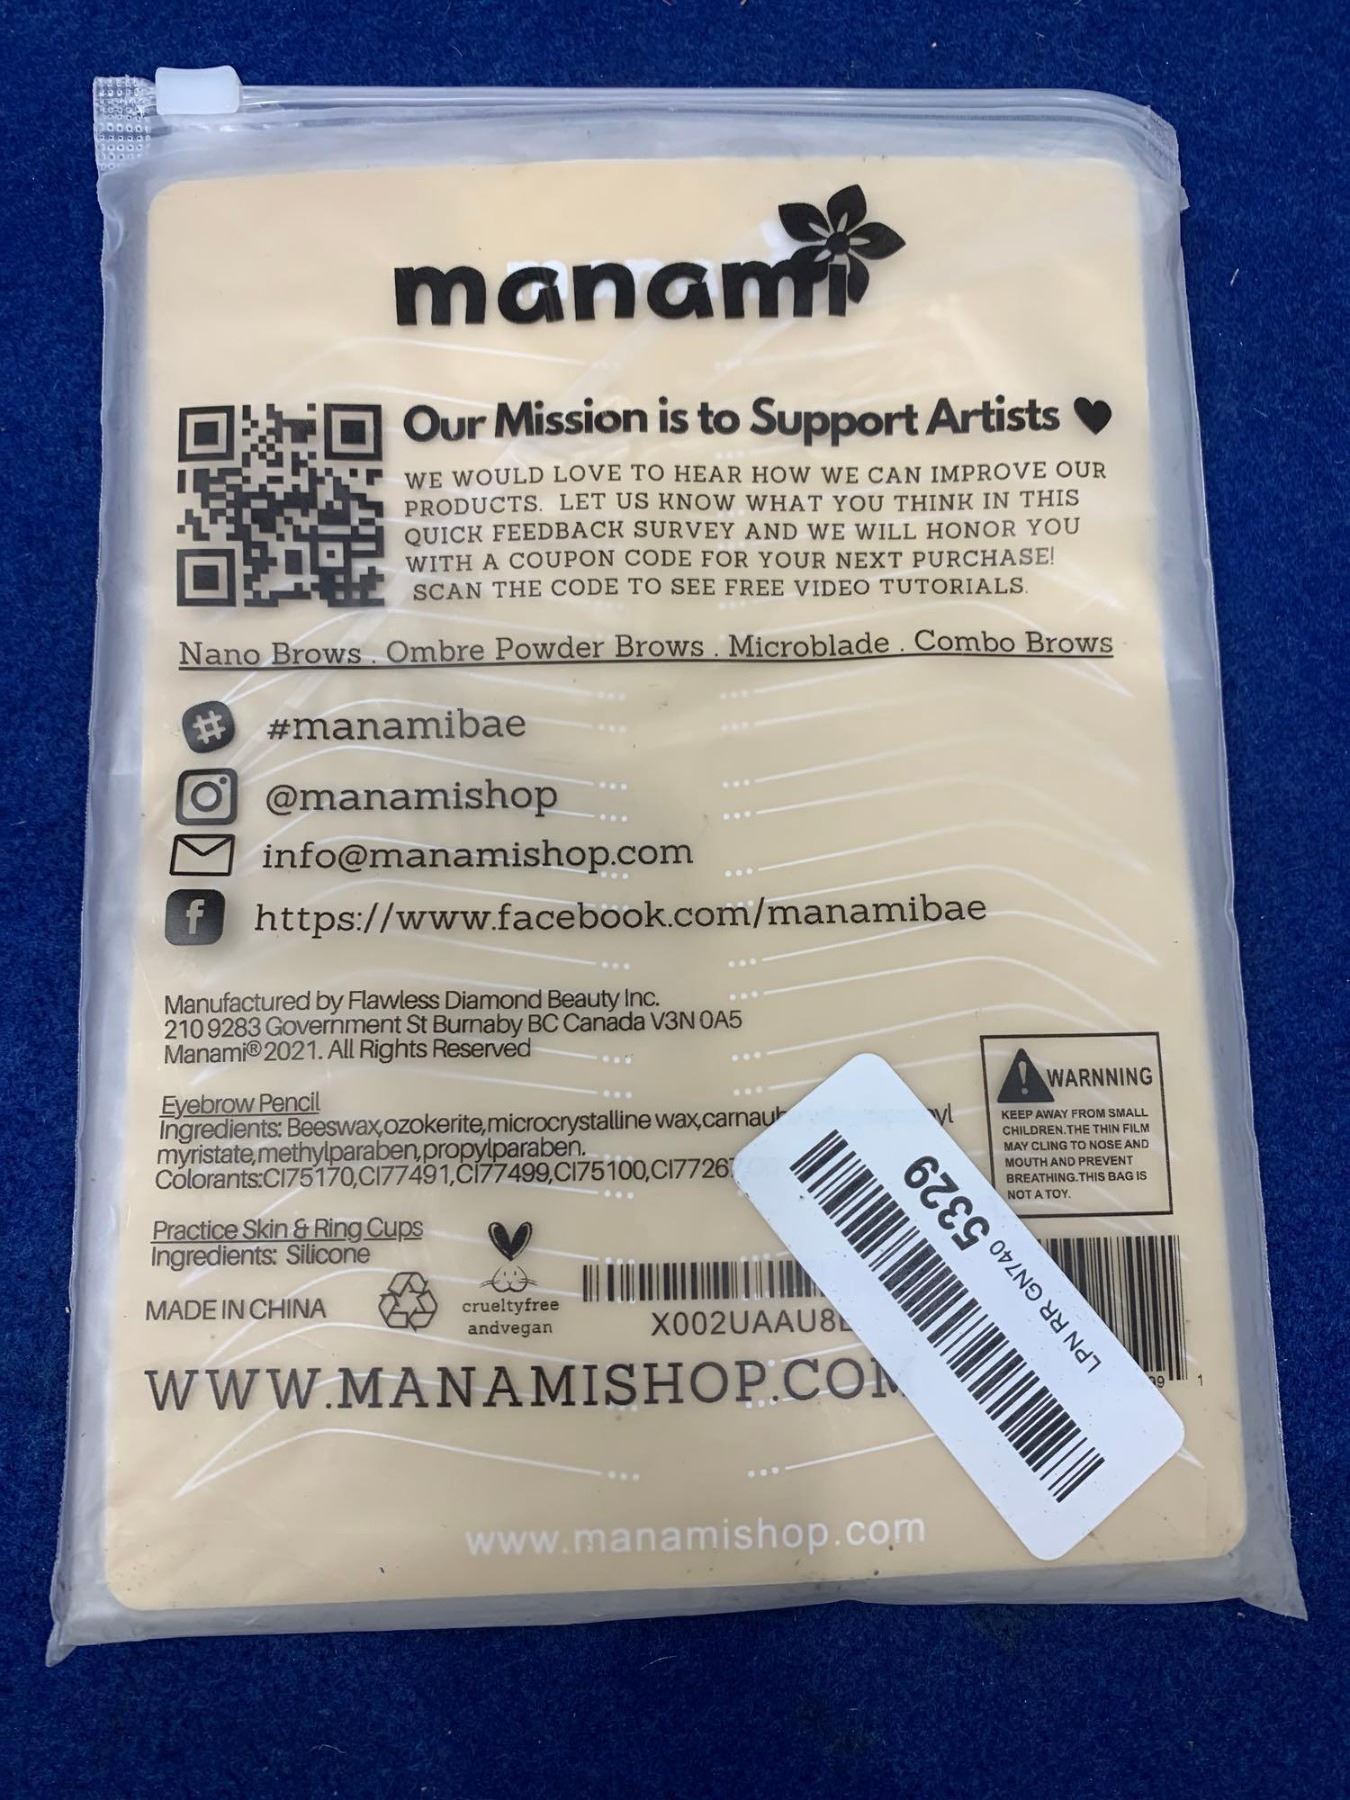 manami
Our Mission is to Support Artists
WE WOULD LOVE TO HEAR HOW WE CAN IMPROVE OUR
PRODUCTS. LET US KNOW WHAT YOU THINK IN THIS
QUICK FEEDBACK SURVEY AND WE WILL HONOR YOU
WITH A COUPON CODE FOR YOUR NEXT PURCHASE!
SCAN THE CODE TO SEE FREE VIDEO TUTORIALS.
Nano Brows . Ombre Powder Brows . Microblade . Combo Brows
#manamibae
@manamishop
info@manamishop.com
https://www.facebook.com/manamibae
Manufactured by Flawless Diamond Beauty Inc.
210 9283 Government St Burnaby BC Canada V3N 0A5
Manami® 2021. All Rights Reserved
Eyebrow Pencil
Ingredients: Beeswax,ozokerite,microcrystalline wax,
myristate,methylparaben,propylparaben.
Colorants:CI75170,CI77491,CI77499,CI75100,
WARNNING
KEEP AWAY FROM SMALL
CHILDREN.THE THIN FILM
MAY CLING TO NOSE AND
MOUTH AND PREVENT
BREATHING.THIS BAG IS
NOT A TOY.
Practice Skin & Ring Cups
Ingredients: Silicone
MADE IN CHINA
crueltyfree
andvegan
X002UAAU8
LPN RR GN740 5329
WWW.MANAMISHOP.COM
www.manamishop.com